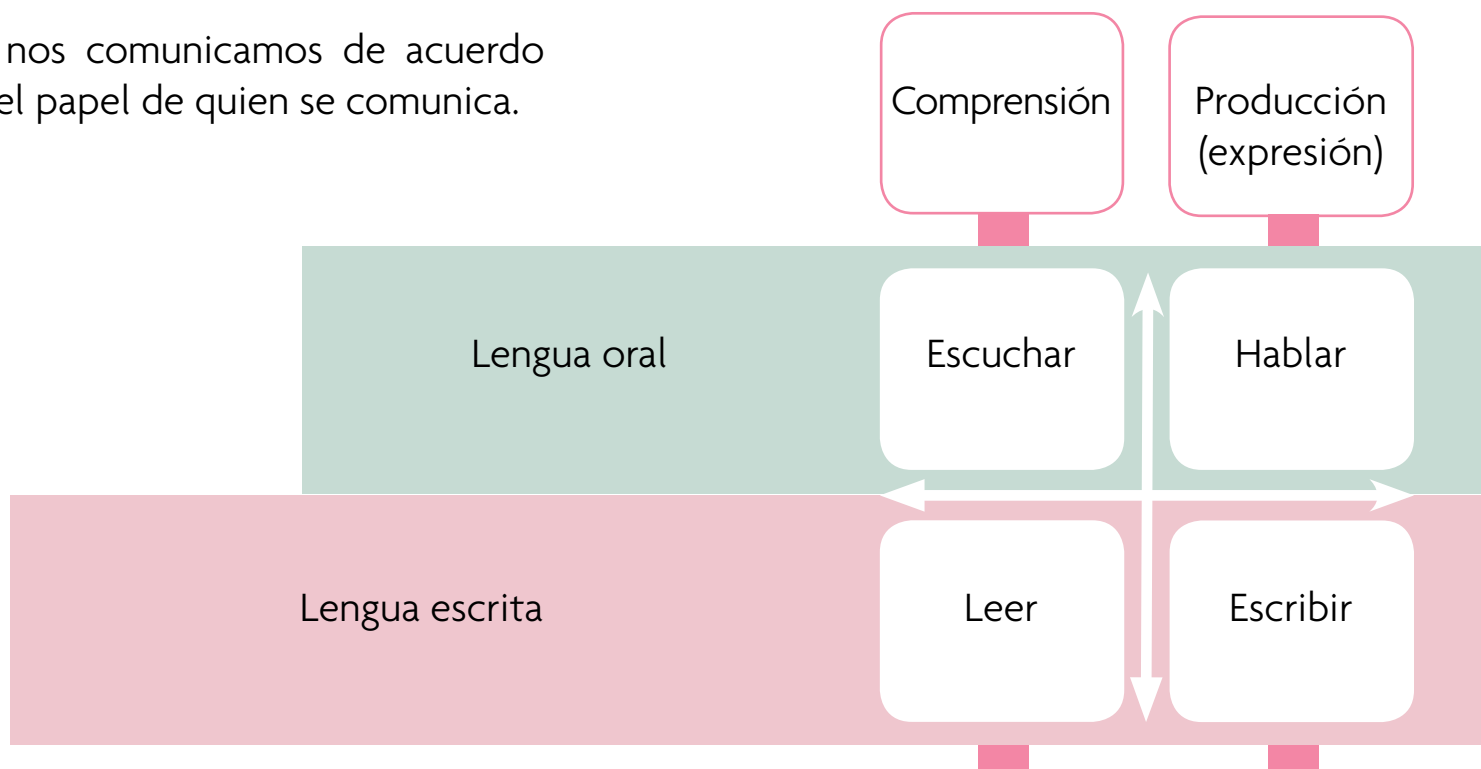 nos comunicamos de acuerdo
el papel de quien se comunica.
Comprensión
Producción
(expresión)
Lengua oral
Escuchar
Hablar
Lengua escrita
Leer
Escribir